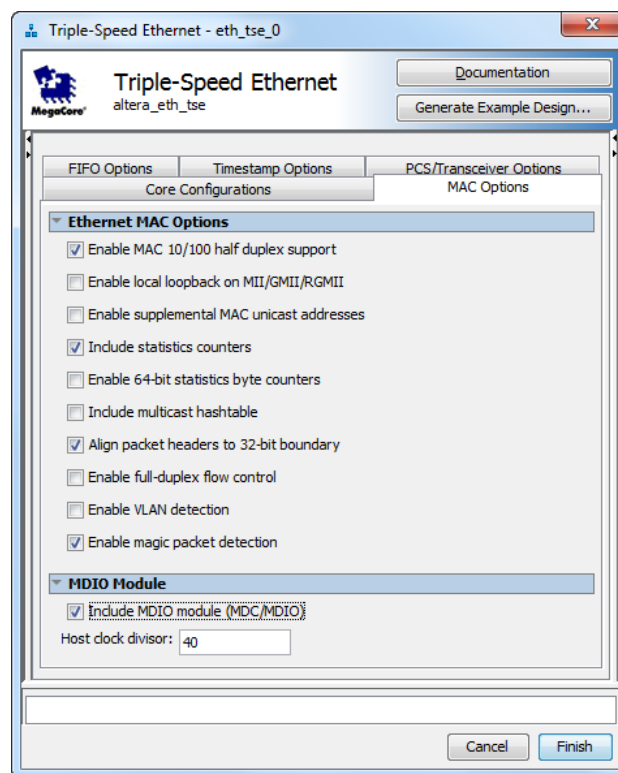 Triple-Speed Ethernet - eth_tse_0
Triple-Speed Ethernet
altera_eth_tse
MegaCore®
Documentation
Generate Example Design...
FIFO Options
Timestamp Options
PCS/Transceiver Options
Core Configurations
MAC Options
Ethernet MAC Options
Enable MAC 10/100 half duplex support
Enable local loopback on MII/GMII/RGMII
Enable supplemental MAC unicast addresses
Include statistics counters
Enable 64-bit statistics byte counters
Include multicast hashtable
Align packet headers to 32-bit boundary
Enable full-duplex flow control
Enable VLAN detection
Enable magic packet detection
MDIO Module
Include MDIO module (MDC/MDIO)
Host clock divisor: 40
Cancel
Finish